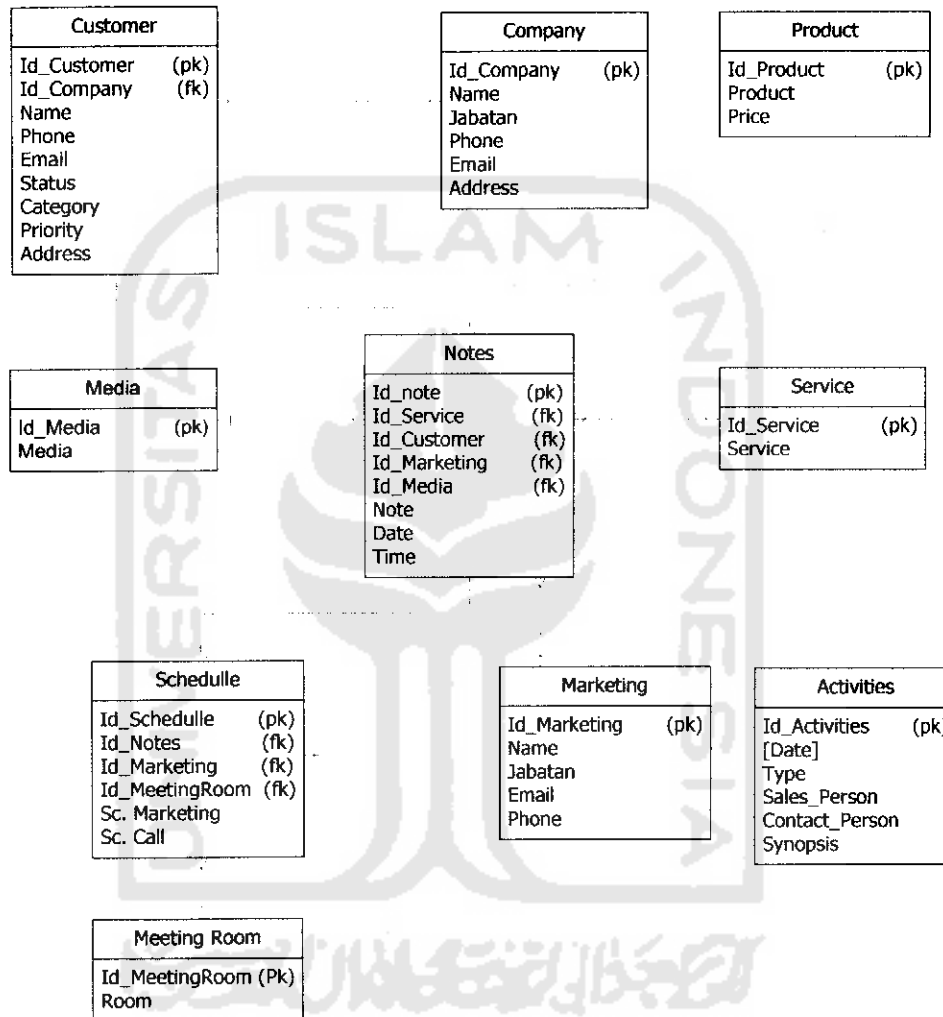 Customer
Id_Customer (pk)
Id_Company (fk)
Name
Phone
Email
Status
Category
Priority
Address
Company
Id_Company (pk)
Name
Jabatan
Phone
Email
Address
Product
Id_Product (pk)
Product
Price
ISLAM
UNIVERSITAS
INDONESIA
Media
Id_Media (pk)
Media
Notes
Id_note (pk)
Id_Service (fk)
Id_Customer (fk)
Id_Marketing (fk)
Id_Media (fk)
Note
Date
Time
Service
Id_Service (pk)
Service
Schedulle
Id_Schedulle (pk)
Id_Notes (fk)
Id_Marketing (fk)
Id_MeetingRoom (fk)
Sc. Marketing
Sc. Call
Marketing
Id_Marketing (pk)
Name
Jabatan
Email
Phone
Activities
Id_Activities (pk)
[Date]
Type
Sales_Person
Contact_Person
Synopsis
Meeting Room
Id_MeetingRoom (Pk)
Room